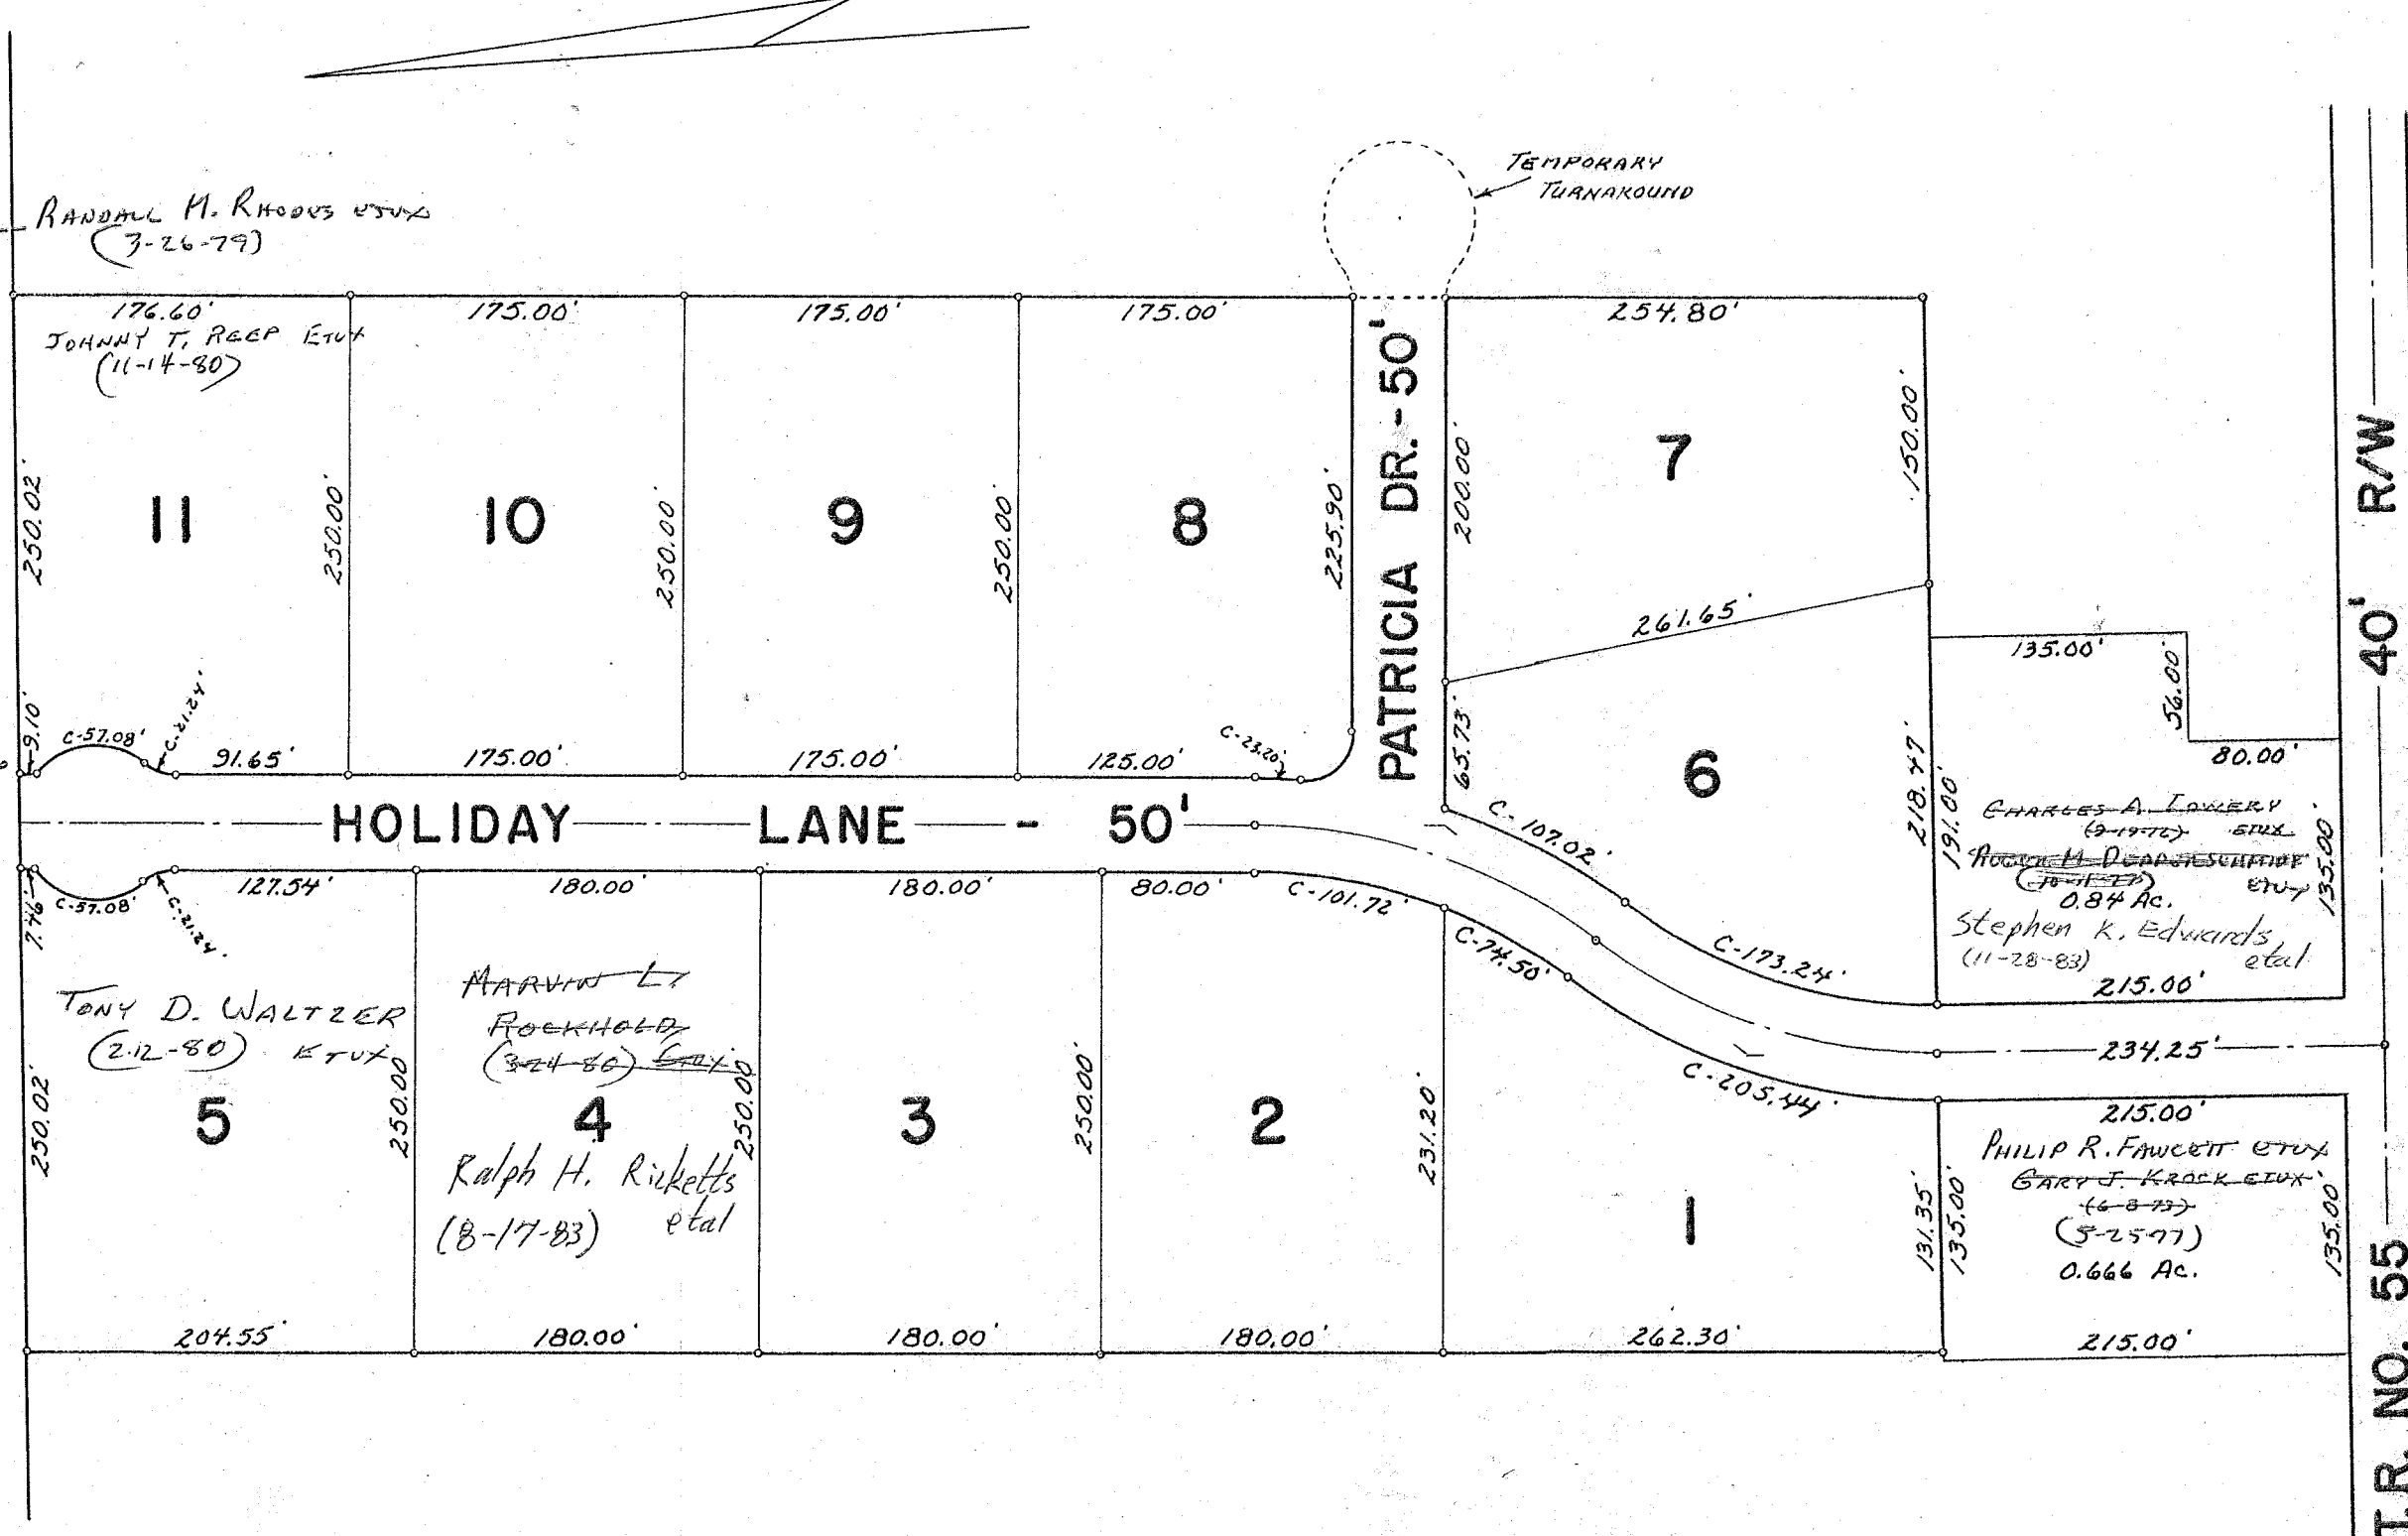 TEMPORARY
TURNAROUND
RANDALL M. RHODES ETUX
(3-26-79)
176.60'
175.00'
175.00'
175.00'
254.80'
JOHNNY T. REEP ETUX
(11-14-80)
250.02'
11
250.00'
10
250.00'
9
250.00'
8
225.90'
PATRICIA DR.-50'
200.00'
7
150.00'
40' R/W
261.65'
135.00'
56.00'
80.00'
9.10'
C-57.08'
C-21.24'
91.65'
175.00'
175.00'
125.00'
C-23.20'
65.73'
6
218.47'
191.00'
HOLIDAY LANE - 50'
C-107.02'
CHARLES A. LOWERY
ETUX
ETUX
0.84 Ac.
135.00'
Stephen K. Edwards
(11-28-83) etal
215.00'
7.46'
C-57.08'
C-21.24'
127.54'
180.00'
180.00'
80.00'
C-101.72'
C-74.50'
C-173.24'
234.25'
TONY D. WALTZER
(2-12-80) ETUX
MARVIN L.
ROCKHOLD
(3-24-80) Etux
250.02'
5
250.00'
4
250.00'
3
250.00'
2
231.20'
C-205.44'
1
131.35'
135.00'
Ralph H. Ricketts
(8-17-83) etal
215.00'
PHILIP R. FAWCETT ETUX
GARY J. KROCK ETUX
(6-8-73)
(5-25-77)
0.666 Ac.
135.00'
204.55'
180.00'
180.00'
180.00'
262.30'
215.00'
T.R. NO. 55